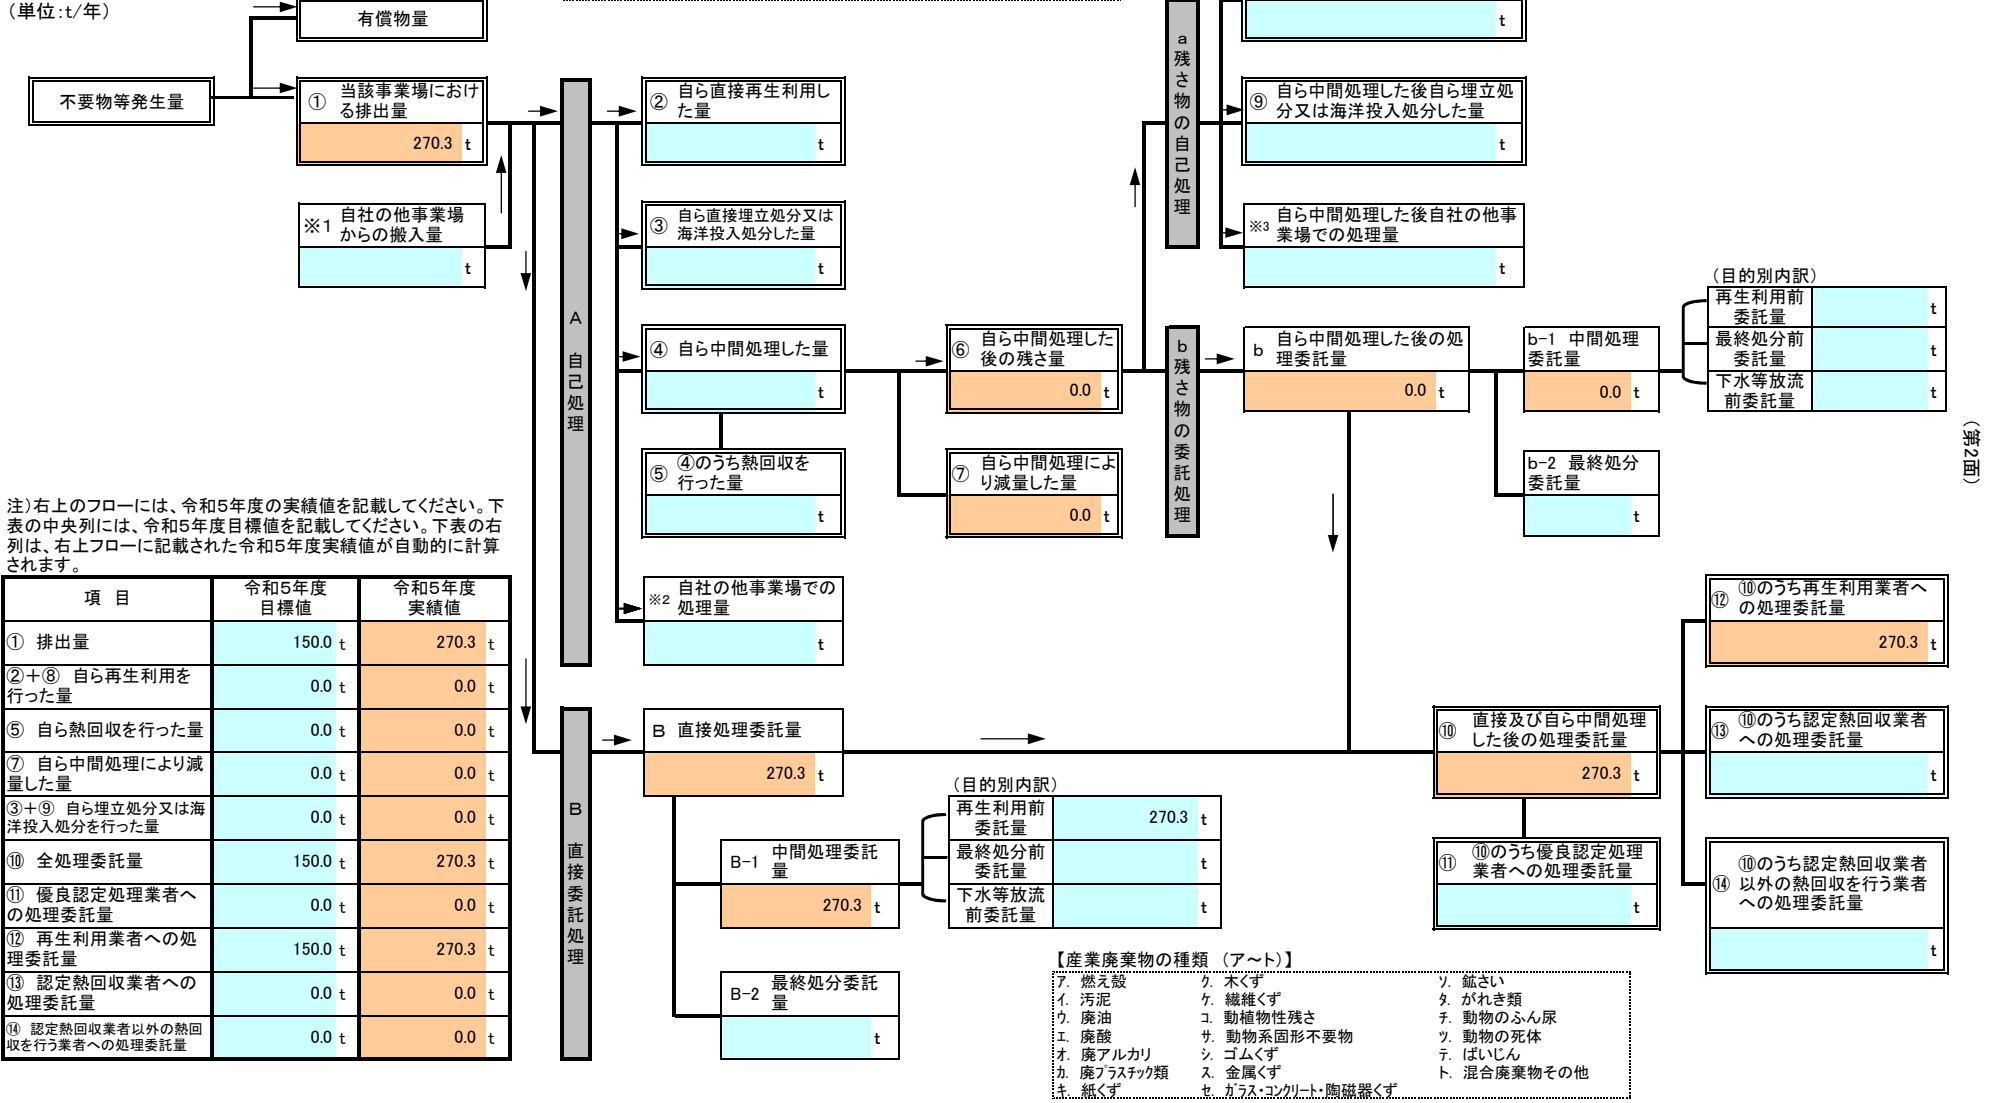 （単位：t/年）
有償物量
不要物等発生量
① 当該事業場におけ
る排出量
270.3 t
※1 自社の他事業場
からの搬入量
t
A 自己処理
② 自ら直接再生利用し
た量
t
③ 自ら直接埋立処分又は
海洋投入処分した量
t
④ 自ら中間処理した量
t
⑤ ④のうち熱回収を
行った量
t
※2 自社の他事業場での
処理量
t
⑥ 自ら中間処理した
後の残さ量
0.0 t
⑦ 自ら中間処理によ
り減量した量
0.0 t
a 残さ物の自己処理
t
⑨ 自ら中間処理した後自ら埋立処
分又は海洋投入処分した量
t
※3 自ら中間処理した後自社の他事
業場での処理量
t
b 残さ物の委託処理
b 自ら中間処理した後の処
理委託量
0.0 t
b-1 中間処理
委託量
0.0 t
b-2 最終処分
委託量
t
（目的別内訳）
再生利用前
委託量
t
最終処分前
委託量
t
下水等放流
前委託量
t
（第2面）
注）右上のフローには、令和5年度の実績値を記載してください。下
表の中央列には、令和5年度目標値を記載してください。下表の右
列は、右上フローに記載された令和5年度実績値が自動的に計算
されます。
項 目 令和5年度
目標値 令和5年度
実績値
① 排出量 150.0 t 270.3 t
②＋⑧ 自ら再生利用を
行った量 0.0 t 0.0 t
⑤ 自ら熱回収を行った量 0.0 t 0.0 t
⑦ 自ら中間処理により減
量した量 0.0 t 0.0 t
③＋⑨ 自ら埋立処分又は海
洋投入処分を行った量 0.0 t 0.0 t
⑩ 全処理委託量 150.0 t 270.3 t
⑪ 優良認定処理業者へ
の処理委託量 0.0 t 0.0 t
⑫ 再生利用業者への処
理委託量 150.0 t 270.3 t
⑬ 認定熱回収業者への
処理委託量 0.0 t 0.0 t
⑭ 認定熱回収業者以外の熱回
収を行う業者への処理委託量 0.0 t 0.0 t
B 直接委託処理
B 直接処理委託量
270.3 t
B-1 中間処理委託
量
270.3 t
B-2 最終処分委託
量
t
（目的別内訳）
再生利用前
委託量
270.3 t
最終処分前
委託量
t
下水等放流
前委託量
t
⑩ 直接及び自ら中間処理
した後の処理委託量
270.3 t
⑪ ⑩のうち優良認定処理
業者への処理委託量
t
⑫ ⑩のうち再生利用業者へ
の処理委託量
270.3 t
⑬ ⑩のうち認定熱回収業者
への処理委託量
t
⑭ ⑩のうち認定熱回収業者
以外の熱回収を行う業者
への処理委託量
t
【産業廃棄物の種類 （ア～ト）】
ア. 燃え殻 ク. 木くず ソ. 鉱さい
イ. 汚泥 ケ. 繊維くず タ. がれき類
ウ. 廃油 コ. 動植物性残さ チ. 動物のふん尿
エ. 廃酸 サ. 動物系固形不要物 ツ. 動物の死体
オ. 廃アルカリ シ. ゴムくず テ. ばいじん
カ. 廃プラスチック類 ス. 金属くず ト. 混合廃棄物その他
キ. 紙くず セ. ガラス・コンクリート・陶磁器くず